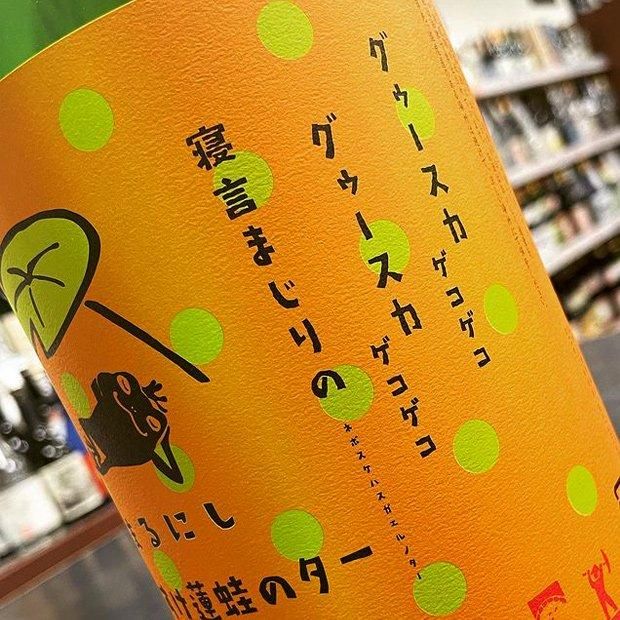 グゥースカゲコゲコ
グゥースカゲコゲコ
寝言まじりの
ネボスケハスガエルノター
まるにし
け蓮蛙のター